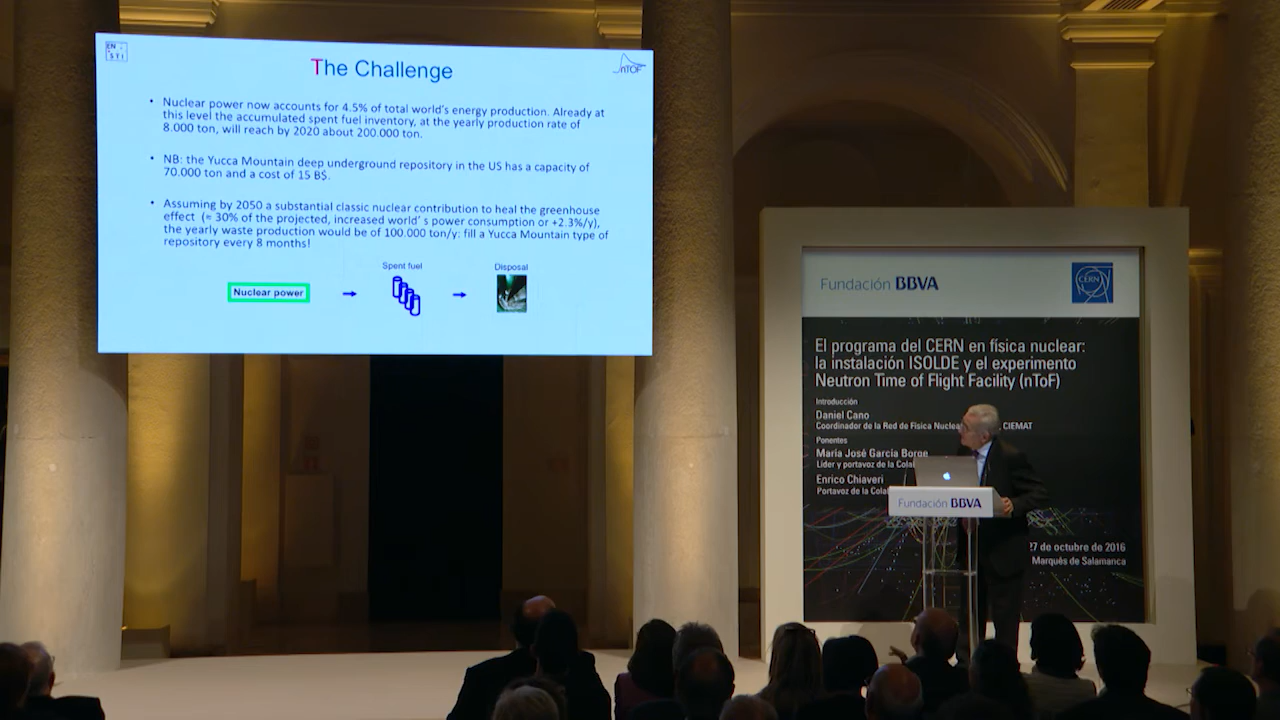 EN
STI
The Challenge
nTOF
• Nuclear power now accounts for 4.5% of total world's energy production. Already at
this level the accumulated spent fuel inventory, at the yearly production rate of
8.000 ton, will reach by 2020 about 200.000 ton.
• NB: the Yucca Mountain deep underground repository in the US has a capacity of
70.000 ton and a cost of 15 B$.
• Assuming by 2050 a substantial classic nuclear contribution to heal the greenhouse
effect (≈ 30% of the projected, increased world' s power consumption or +2.3%/y),
the yearly waste production would be of 100.000 ton/y: fill a Yucca Mountain type of
repository every 8 months!
Spent fuel
Disposal
Nuclear power
Fundación BBVA
CERN
El programa del CERN en física nuclear:
la instalación ISOLDE y el experimento
Neutron Time of Flight Facility (nToF)
Introducción
Daniel Cano
Coordinador de la Red de Física Nuclea CIEMAT
Ponentes
María José García Borge
Líder y portavoz de la Cola
Enrico Chiaveri
Portavoz de la Cola
Fundación BBVA
27 de octubre de 2016
Marqués de Salamanca